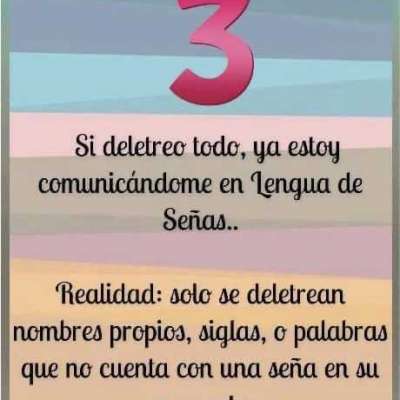 3
Si deletreo todo, ya estoy
comunicándome en Lengua de
Señas..
Realidad: solo se deletrean
nombres propios, siglas, o palabras
que no cuenta con una seña en su